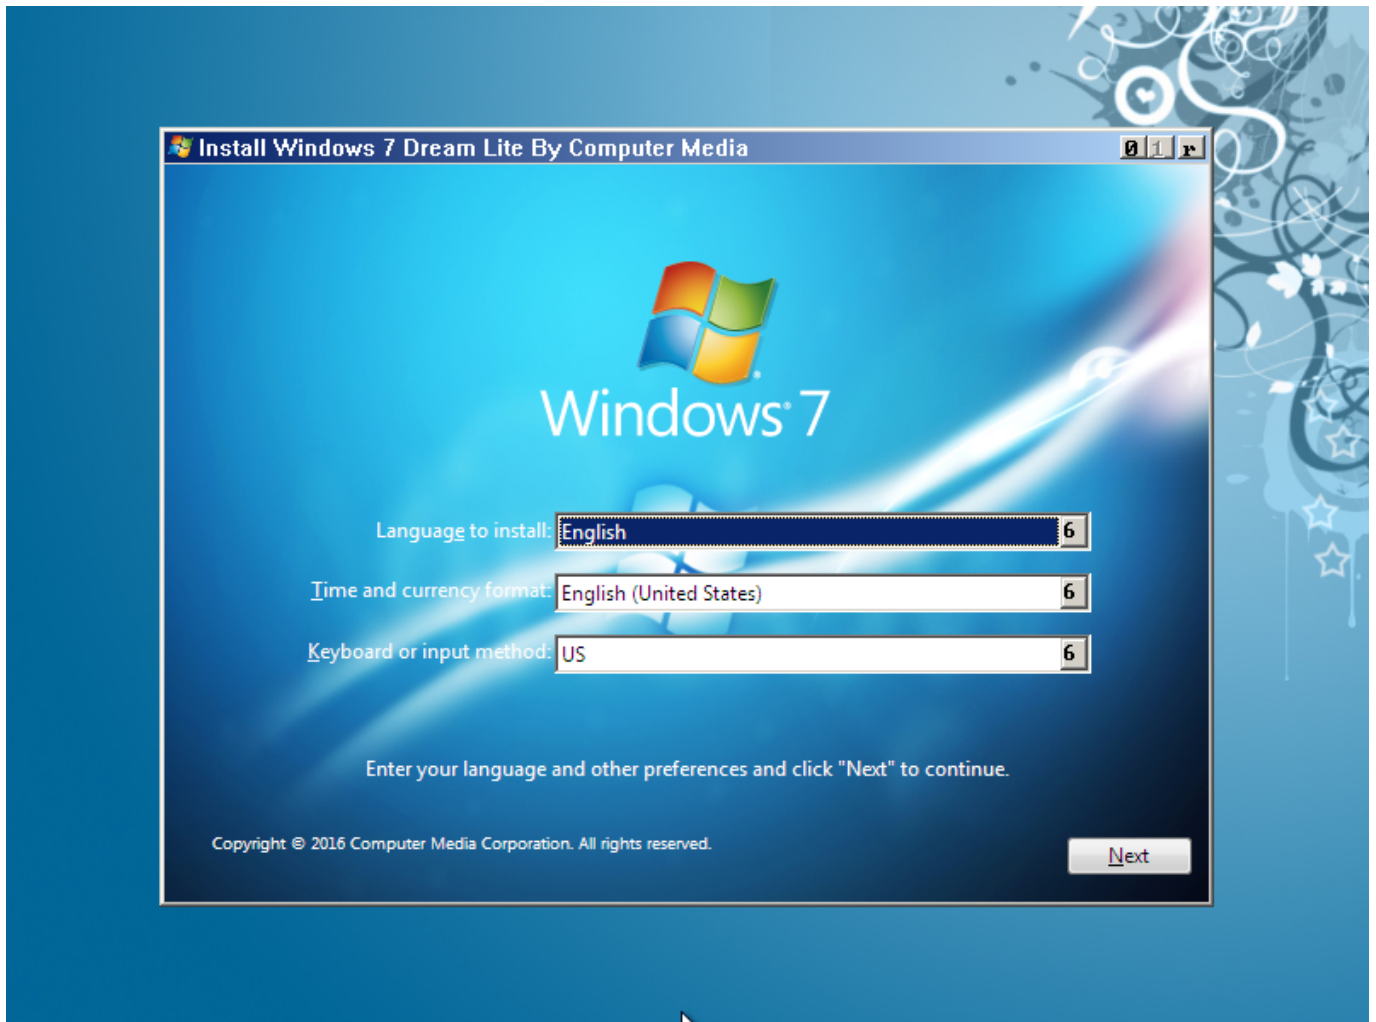 Install Windows 7 Dream Lite By Computer Media
0 1 r
Windows® 7
Language to install: English 6
Time and currency format: English (United States) 6
Keyboard or input method: US 6
Enter your language and other preferences and click "Next" to continue.
Copyright © 2016 Computer Media Corporation. All rights reserved.
Next